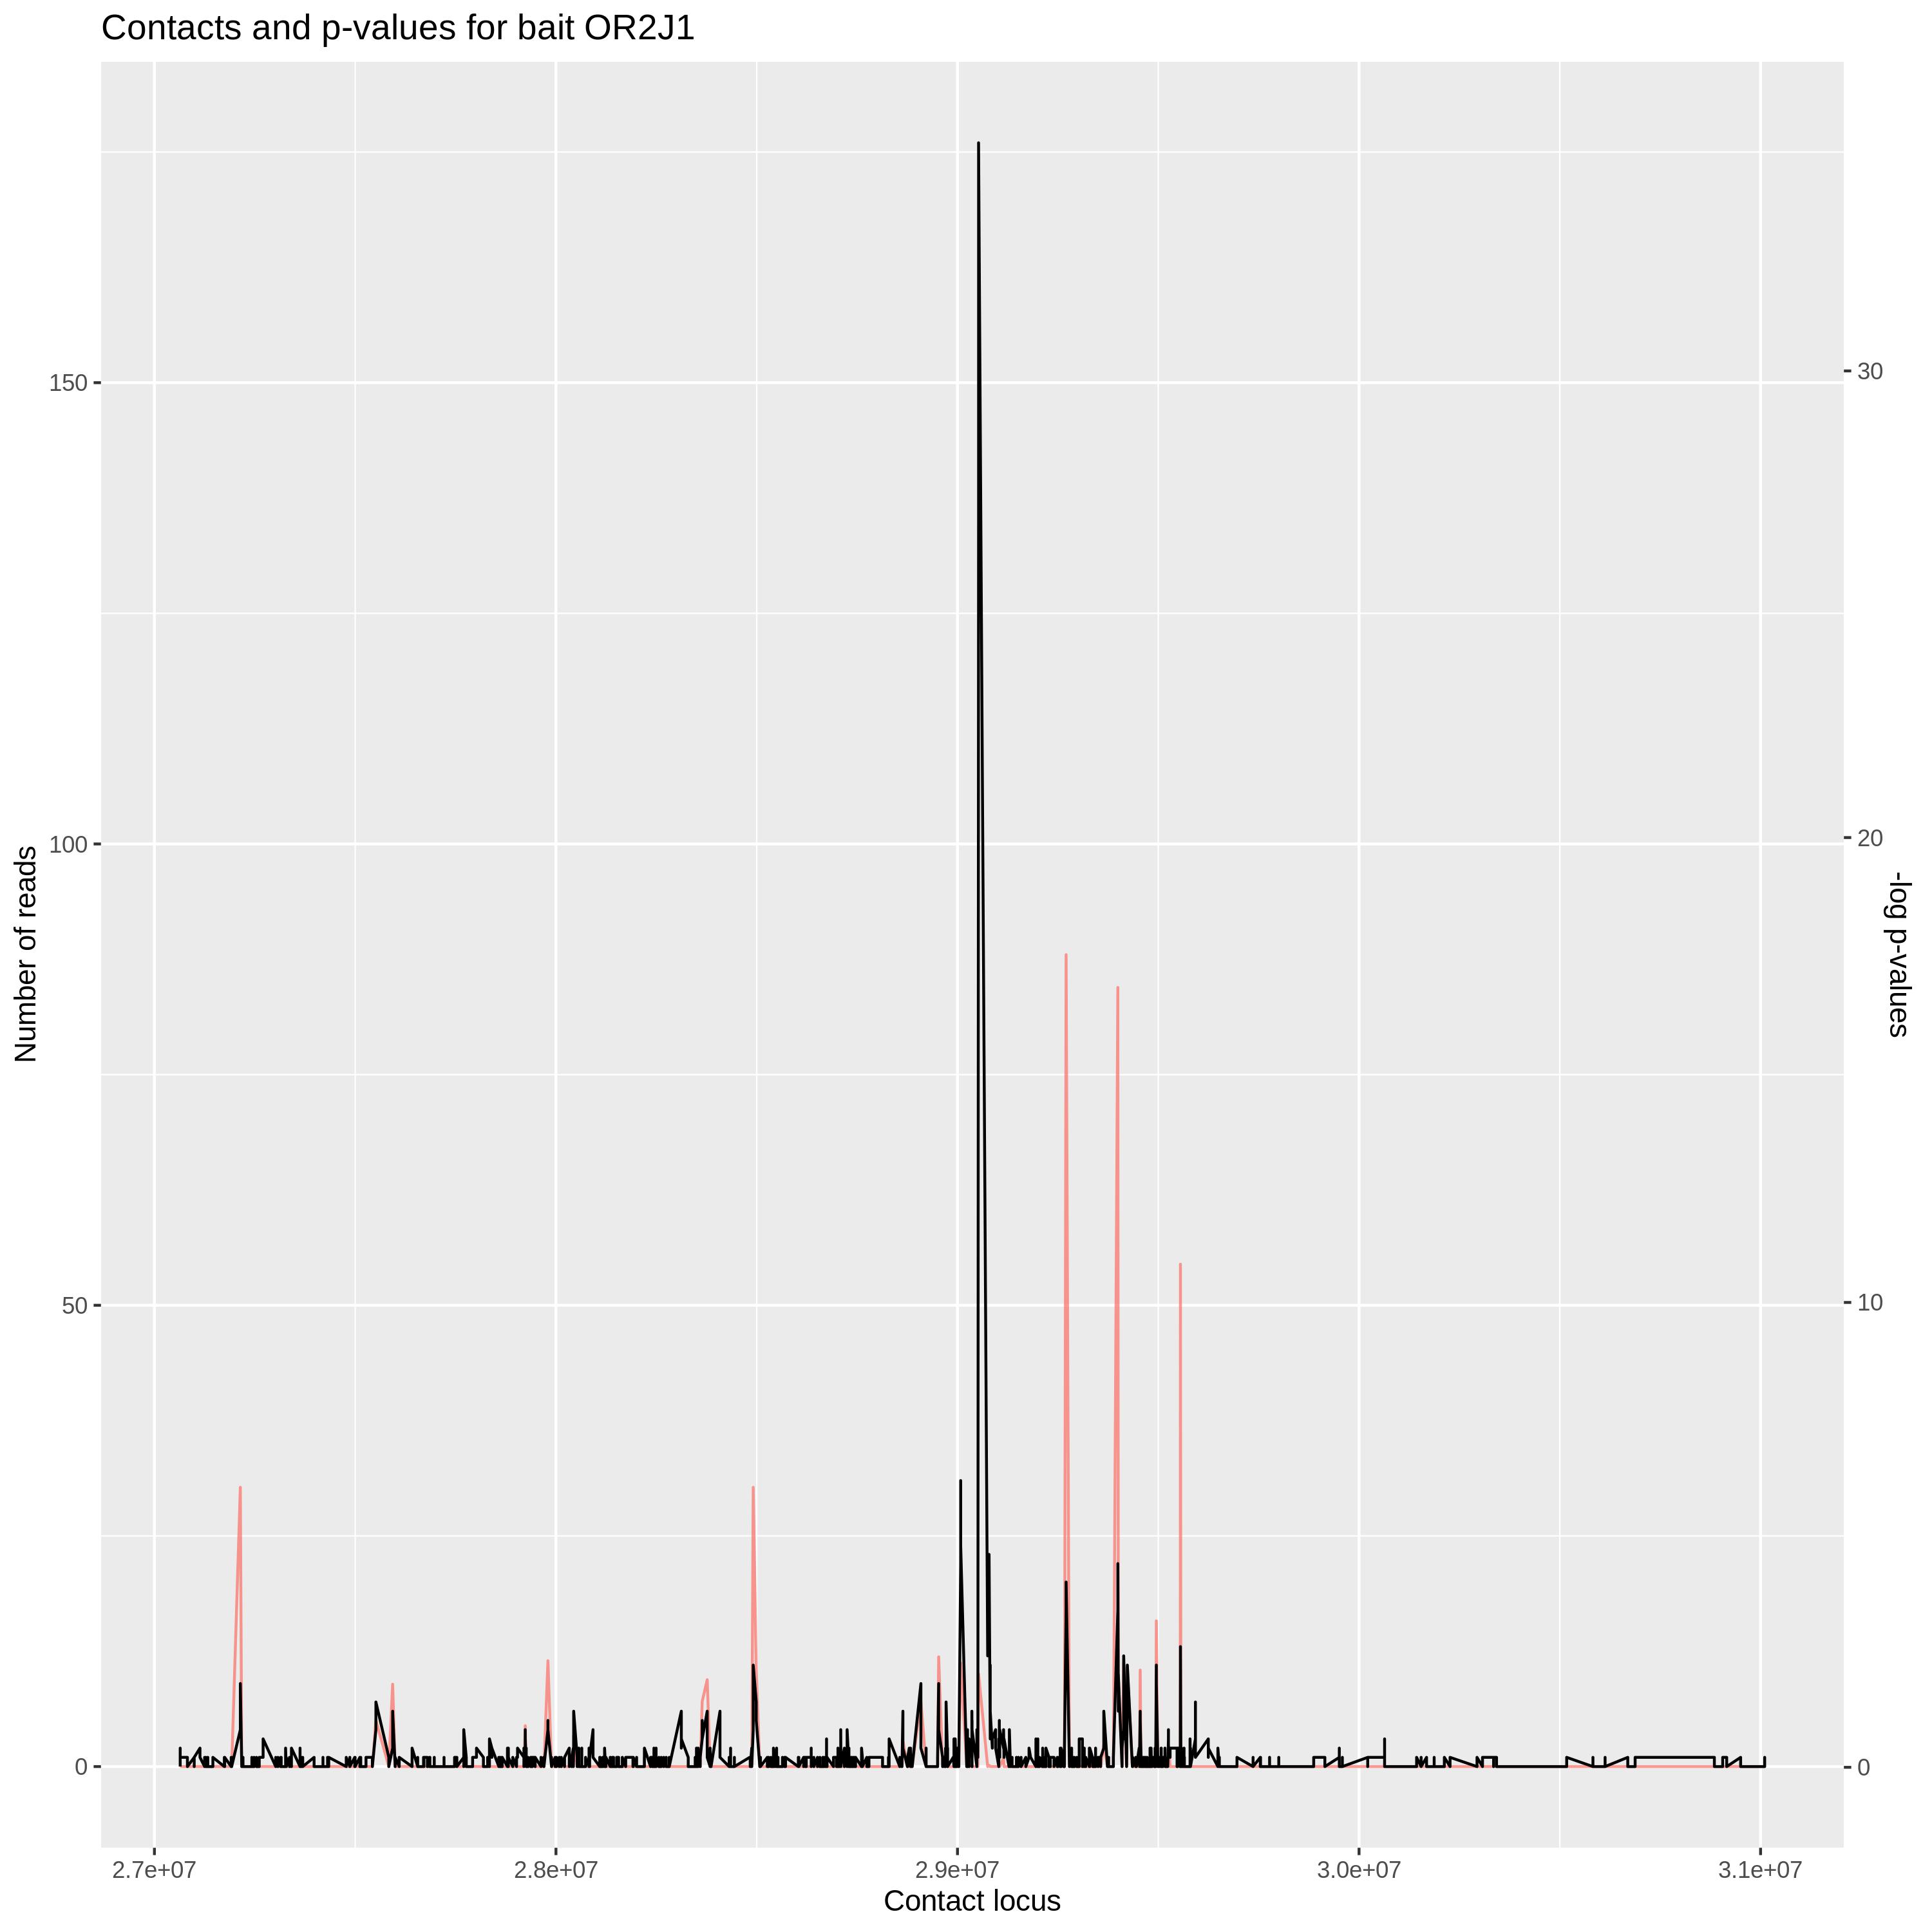 Contacts and p-values for bait OR2J1
Number of reads
150
100
50
0
30
20
10
0
-log p-values
2.7e+07 2.8e+07 2.9e+07 3.0e+07 3.1e+07
Contact locus